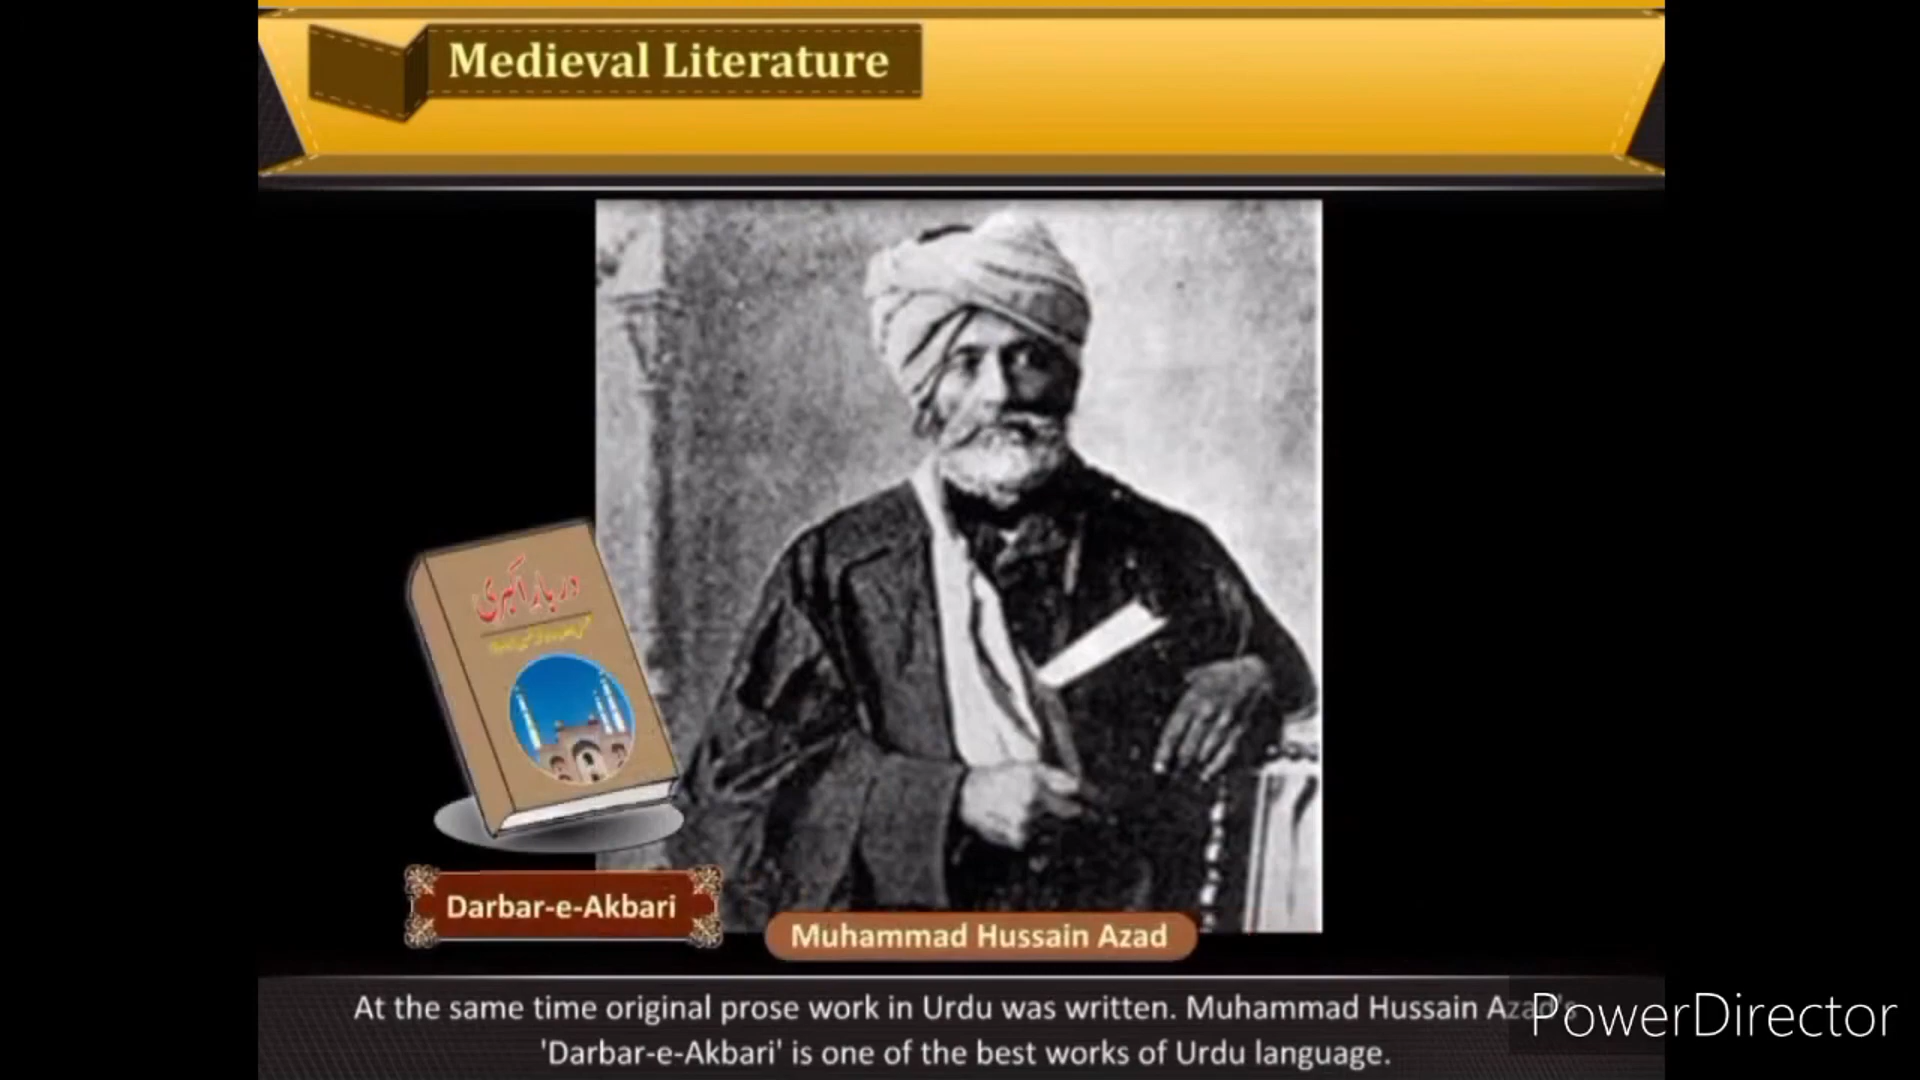 Medieval Literature
دربارِ اکبری
Darbar-e-Akbari
Muhammad Hussain Azad
At the same time original prose work in Urdu was written. Muhammad Hussain Azad's
'Darbar-e-Akbari' is one of the best works of Urdu language.
PowerDirector